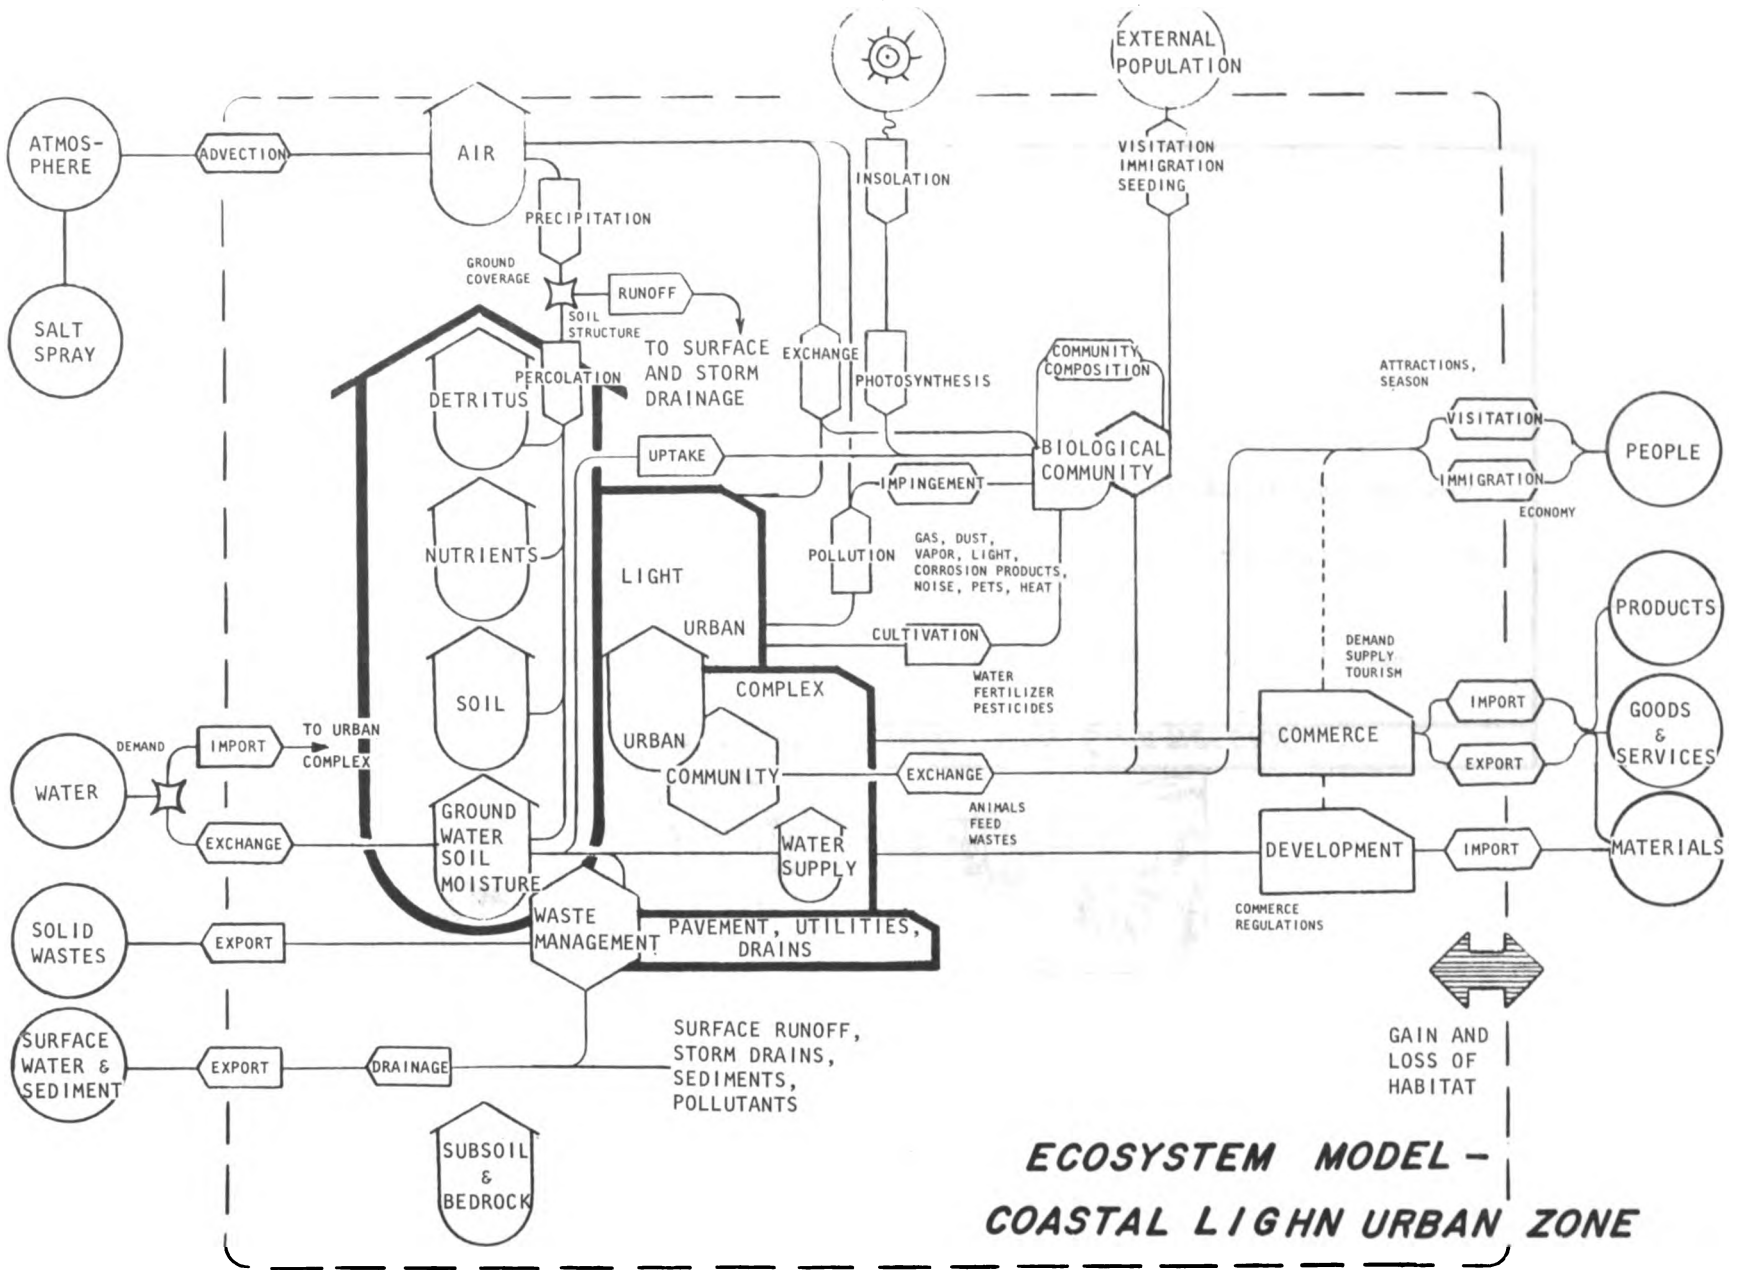 EXTERNAL
POPULATION
ATMOS-
PHERE
ADVECTION
AIR
INSOLATION
VISITATION
IMMIGRATION
SEEDING
PRECIPITATION
GROUND
COVERAGE
RUNOFF
SOIL
STRUCTURE
SALT
SPRAY
TO SURFACE
AND STORM
DRAINAGE
EXCHANGE
PHOTOSYNTHESIS
COMMUNITY
COMPOSITION
ATTRACTIONS,
SEASON
PERCOLATION
DETRITUS
VISITATION
UPTAKE
BIOLOGICAL
COMMUNITY
PEOPLE
IMPINGEMENT
IMMIGRATION
ECONOMY
NUTRIENTS
POLLUTION
GAS, DUST,
VAPOR, LIGHT,
CORROSION PRODUCTS,
NOISE, PETS, HEAT
LIGHT
URBAN
COMPLEX
PRODUCTS
CULTIVATION
WATER
FERTILIZER
PESTICIDES
DEMAND
SUPPLY
TOURISM
SOIL
URBAN
COMMUNITY
IMPORT
GOODS
&
SERVICES
COMMERCE
EXPORT
DEMAND
IMPORT
TO URBAN
COMPLEX
WATER
EXCHANGE
EXCHANGE
ANIMALS
FEED
WASTES
GROUND
WATER
SOIL
MOISTURE
WATER
SUPPLY
DEVELOPMENT
IMPORT
MATERIALS
COMMERCE
REGULATIONS
SOLID
WASTES
EXPORT
WASTE
MANAGEMENT
PAVEMENT, UTILITIES,
DRAINS
SURFACE
WATER &
SEDIMENT
EXPORT
DRAINAGE
SURFACE RUNOFF,
STORM DRAINS,
SEDIMENTS,
POLLUTANTS
GAIN AND
LOSS OF
HABITAT
SUBSOIL
&
BEDROCK
ECOSYSTEM MODEL -
COASTAL LIGHN URBAN ZONE